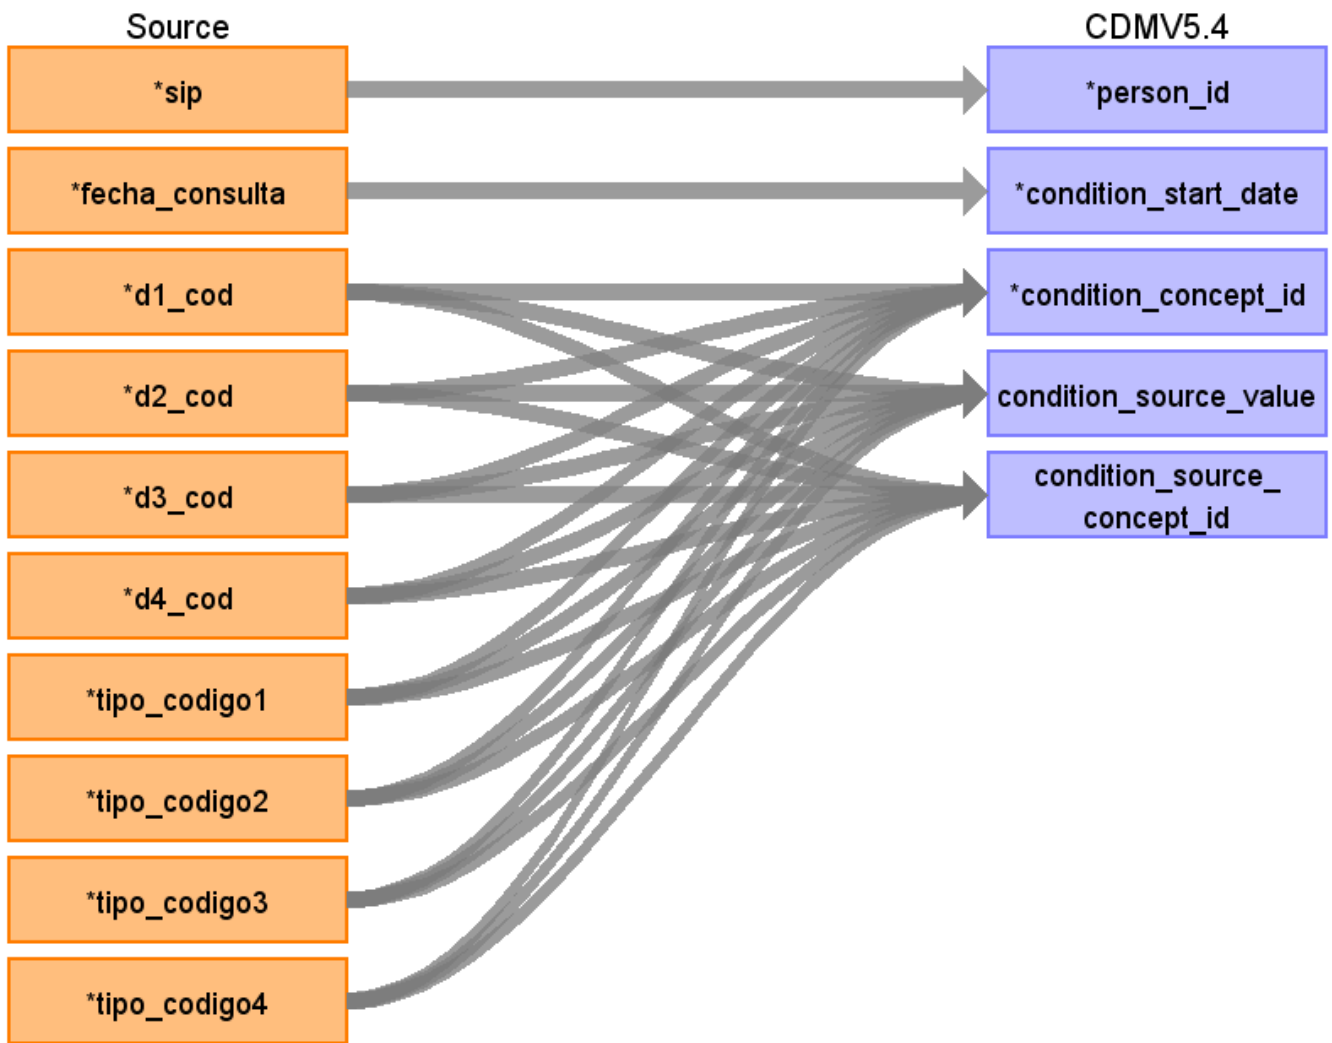 Source
CDMV5.4
*sip
*person_id
*fecha_consulta
*condition_start_date
*d1_cod
*condition_concept_id
*d2_cod
condition_source_value
*d3_cod
condition_source_
concept_id
*d4_cod
*tipo_codigo1
*tipo_codigo2
*tipo_codigo3
*tipo_codigo4